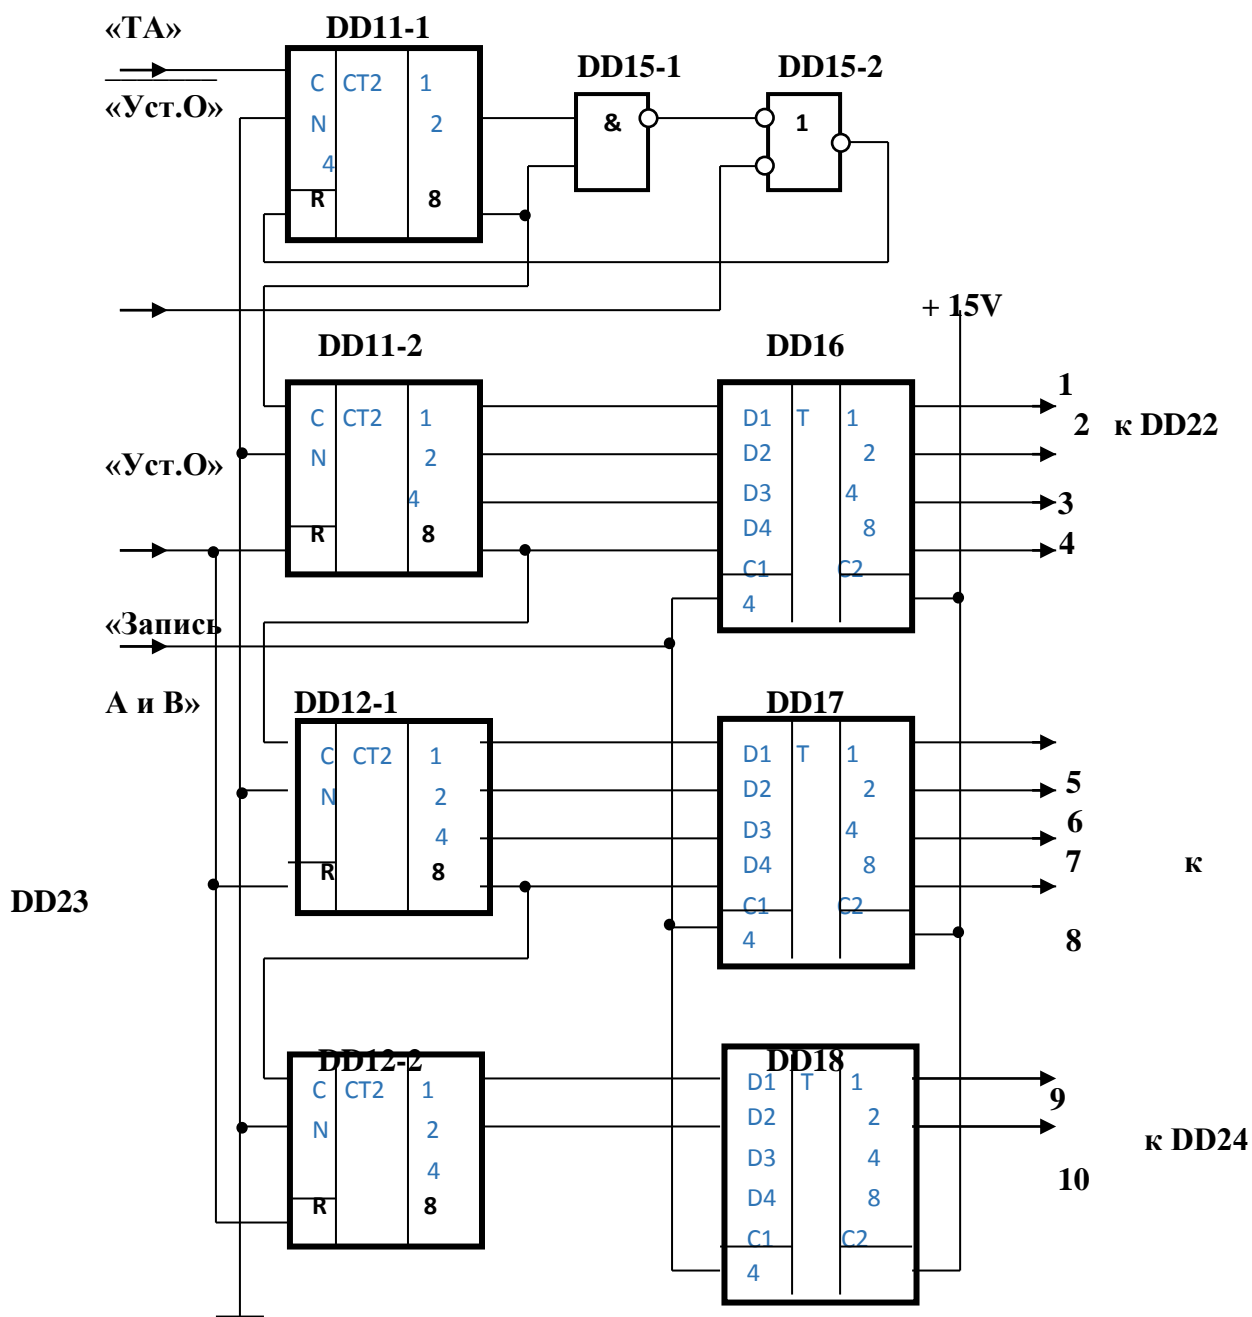 «ТА» DD11-1
DD15-1 DD15-2
«Уст.О»
C CT2 1
N 2
4
R 8
&
1
+ 15V
DD11-2 DD16
C CT2 1
N 2
4
R 8
D1 T 1
D2 2
D3 4
D4 8
C1 C2
4
1
2 к DD22
3
4
«Уст.О»
«Запись
А и В» DD12-1 DD17
C CT2 1
N 2
4
R 8
D1 T 1
D2 2
D3 4
D4 8
C1 C2
4
5
6
7 к
DD23
8
DD12-2 DD18
C CT2 1
N 2
4
R 8
D1 T 1
D2 2
D3 4
D4 8
C1 C2
4
9
к DD24
10